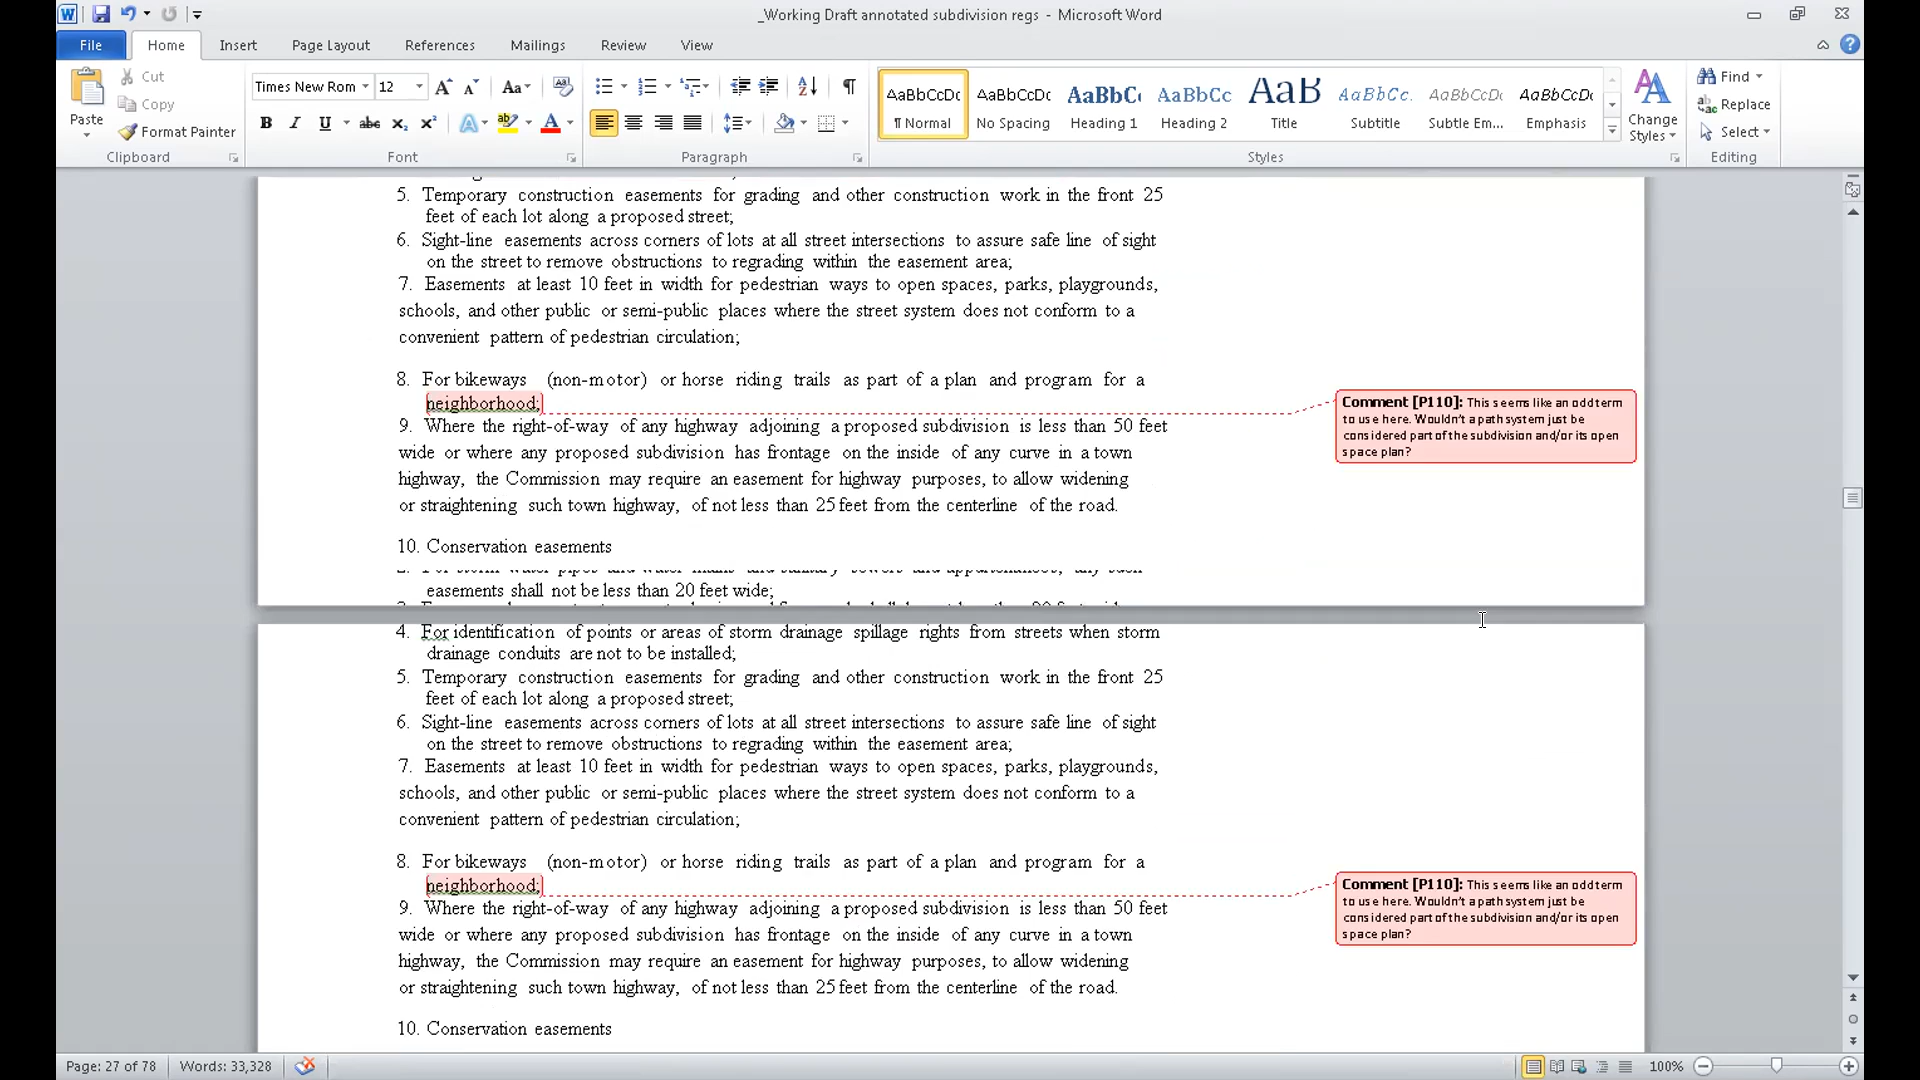 _Working Draft annotated subdivision regs - Microsoft Word
File Home Insert Page Layout References Mailings Review View
Paste
Cut
Copy
Format Painter
Clipboard
Times New Rom 12
Font
Paragraph
AaBbCcDc ¶ Normal
AaBbCcDc No Spacing
AaBbC Heading 1
AaBbCc Heading 2
AaB Title
AaBbCc. Subtitle
AaBbCcDc Subtle Em...
AaBbCcDc Emphasis
Change Styles
Styles
Find
Replace
Select
Editing
5. Temporary construction easements for grading and other construction work in the front 25
feet of each lot along a proposed street;
6. Sight-line easements across corners of lots at all street intersections to assure safe line of sight
on the street to remove obstructions to regrading within the easement area;
7. Easements at least 10 feet in width for pedestrian ways to open spaces, parks, playgrounds,
schools, and other public or semi-public places where the street system does not conform to a
convenient pattern of pedestrian circulation;
8. For bikeways (non-motor) or horse riding trails as part of a plan and program for a
neighborhood;
Comment [P110]: This seems like an odd term
to use here. Wouldn't a path system just be
considered part of the subdivision and/or its open
space plan?
9. Where the right-of-way of any highway adjoining a proposed subdivision is less than 50 feet
wide or where any proposed subdivision has frontage on the inside of any curve in a town
highway, the Commission may require an easement for highway purposes, to allow widening
or straightening such town highway, of not less than 25 feet from the centerline of the road.
10. Conservation easements
easements shall not be less than 20 feet wide;
4. For identification of points or areas of storm drainage spillage rights from streets when storm
drainage conduits are not to be installed;
5. Temporary construction easements for grading and other construction work in the front 25
feet of each lot along a proposed street;
6. Sight-line easements across corners of lots at all street intersections to assure safe line of sight
on the street to remove obstructions to regrading within the easement area;
7. Easements at least 10 feet in width for pedestrian ways to open spaces, parks, playgrounds,
schools, and other public or semi-public places where the street system does not conform to a
convenient pattern of pedestrian circulation;
8. For bikeways (non-motor) or horse riding trails as part of a plan and program for a
neighborhood;
Comment [P110]: This seems like an odd term
to use here. Wouldn't a path system just be
considered part of the subdivision and/or its open
space plan?
9. Where the right-of-way of any highway adjoining a proposed subdivision is less than 50 feet
wide or where any proposed subdivision has frontage on the inside of any curve in a town
highway, the Commission may require an easement for highway purposes, to allow widening
or straightening such town highway, of not less than 25 feet from the centerline of the road.
10. Conservation easements
Page: 27 of 78 Words: 33,328 100%